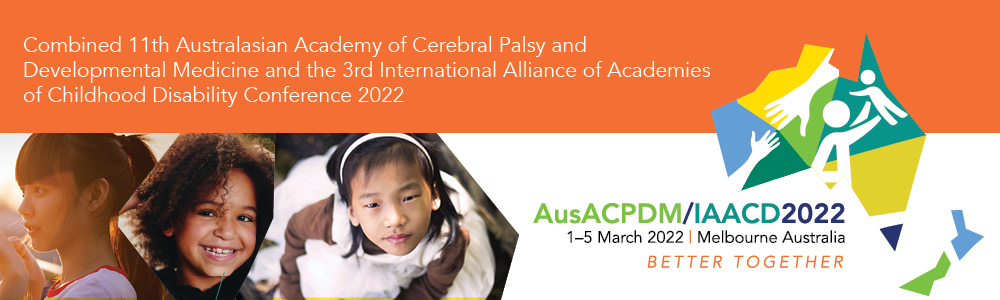 Combined 11th Australasian Academy of Cerebral Palsy and
Developmental Medicine and the 3rd International Alliance of Academies
of Childhood Disability Conference 2022
AusACPDM/IAACD2022
1–5 March 2022 | Melbourne Australia
BETTER TOGETHER